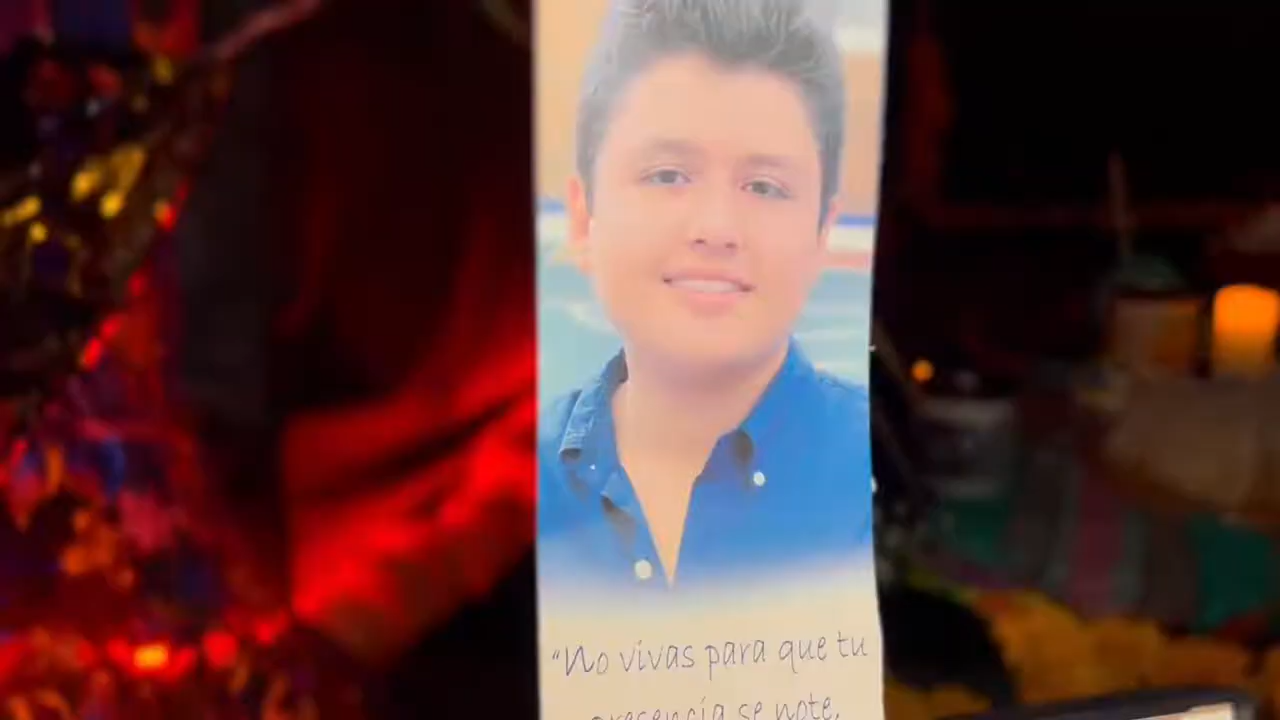 “No vivas para que tu
presencia se note,